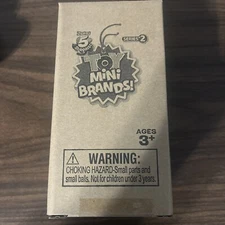 5
SERIES 2
TOY
MiNi
BRANDS!
AGES
3+
WARNING:
CHOKING HAZARD-Small parts and
small balls. Not for children under 3 years.